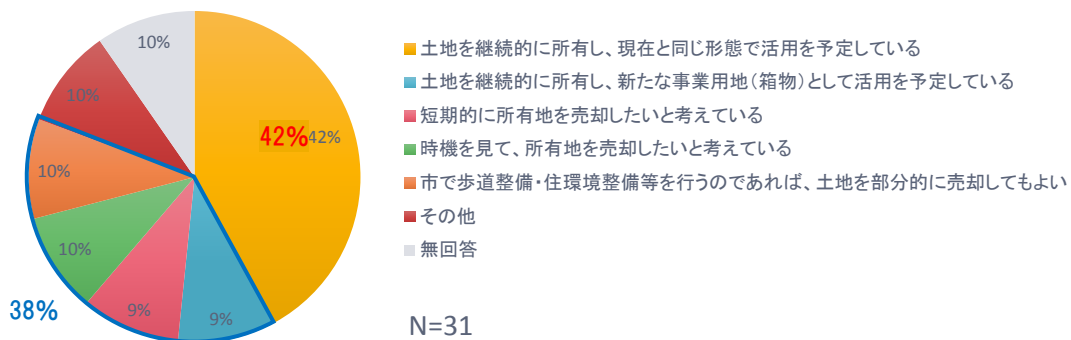 10%
10%
10%
10%
9%
9%
42%
42%
38%
土地を継続的に所有し、現在と同じ形態で活用を予定している
土地を継続的に所有し、新たな事業用地(箱物)として活用を予定している
短期的に所有地を売却したいと考えている
時機を見て、所有地を売却したいと考えている
市で歩道整備・住環境整備等を行うのであれば、土地を部分的に売却してもよい
その他
無回答
N=31